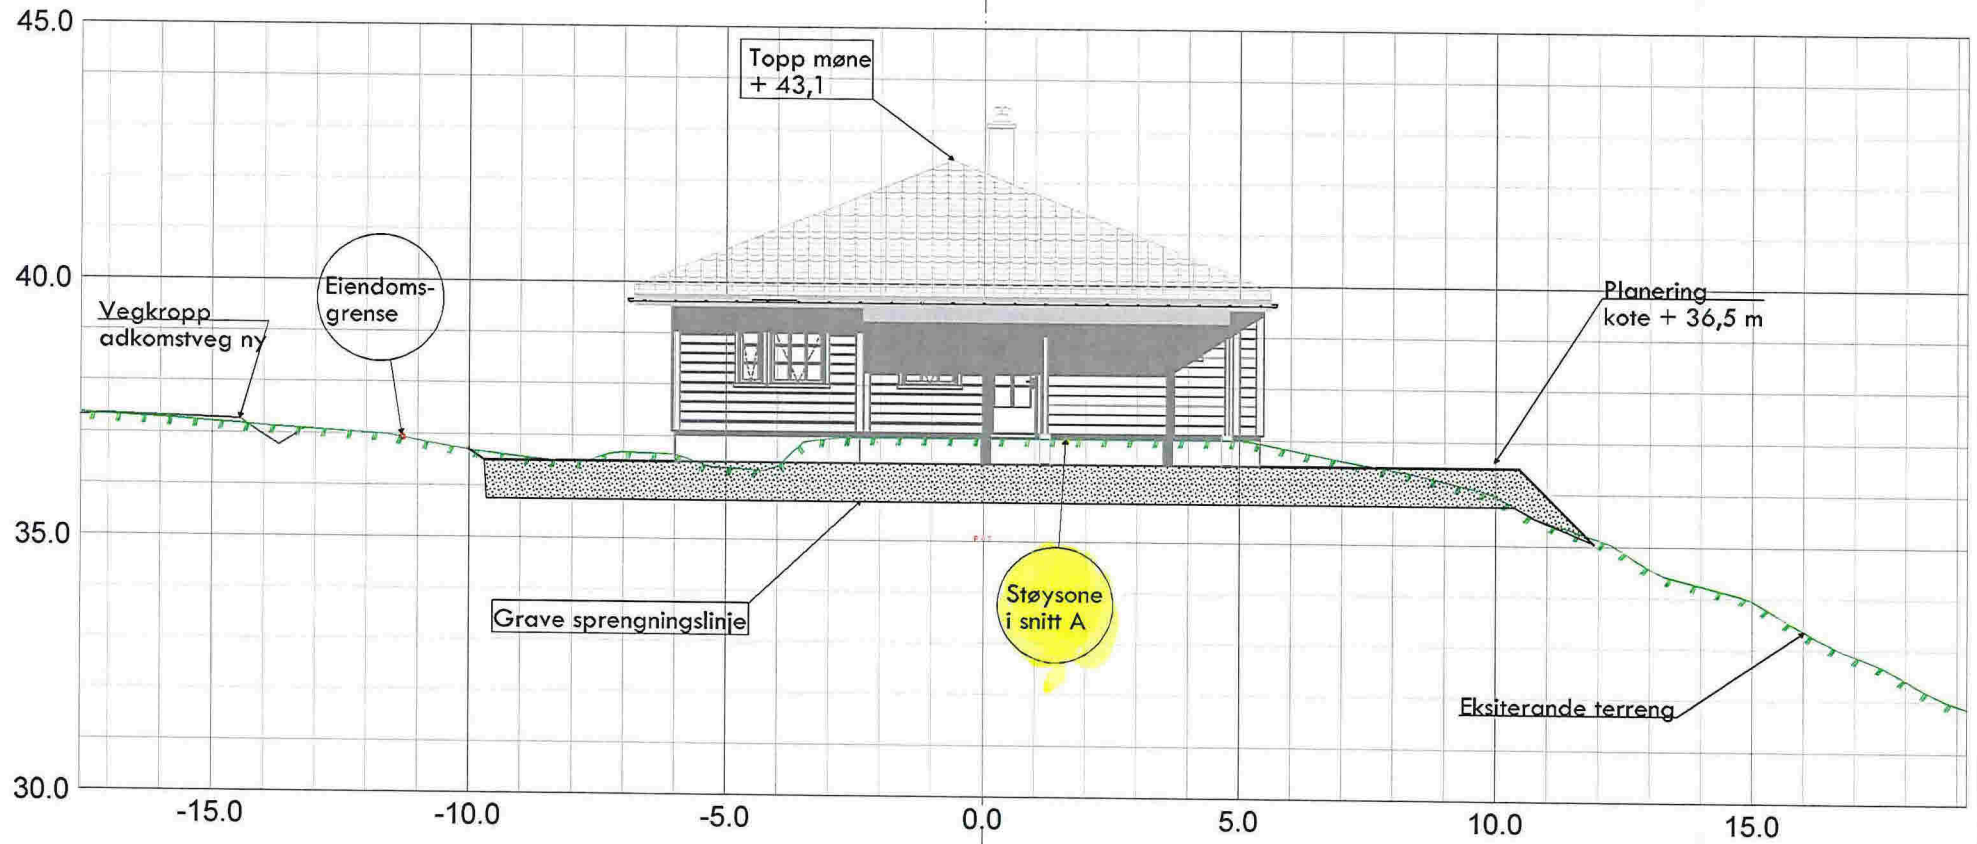 45.0
Topp møne
+ 43,1
40.0
Eiendoms-
grense
Vegkropp
adkomstveg ny
Planering
kote + 36,5 m
35.0
Støysone
i snitt A
Grave sprengningslinje
Eksiterande terreng
30.0
-15.0
-10.0
-5.0
0.0
5.0
10.0
15.0